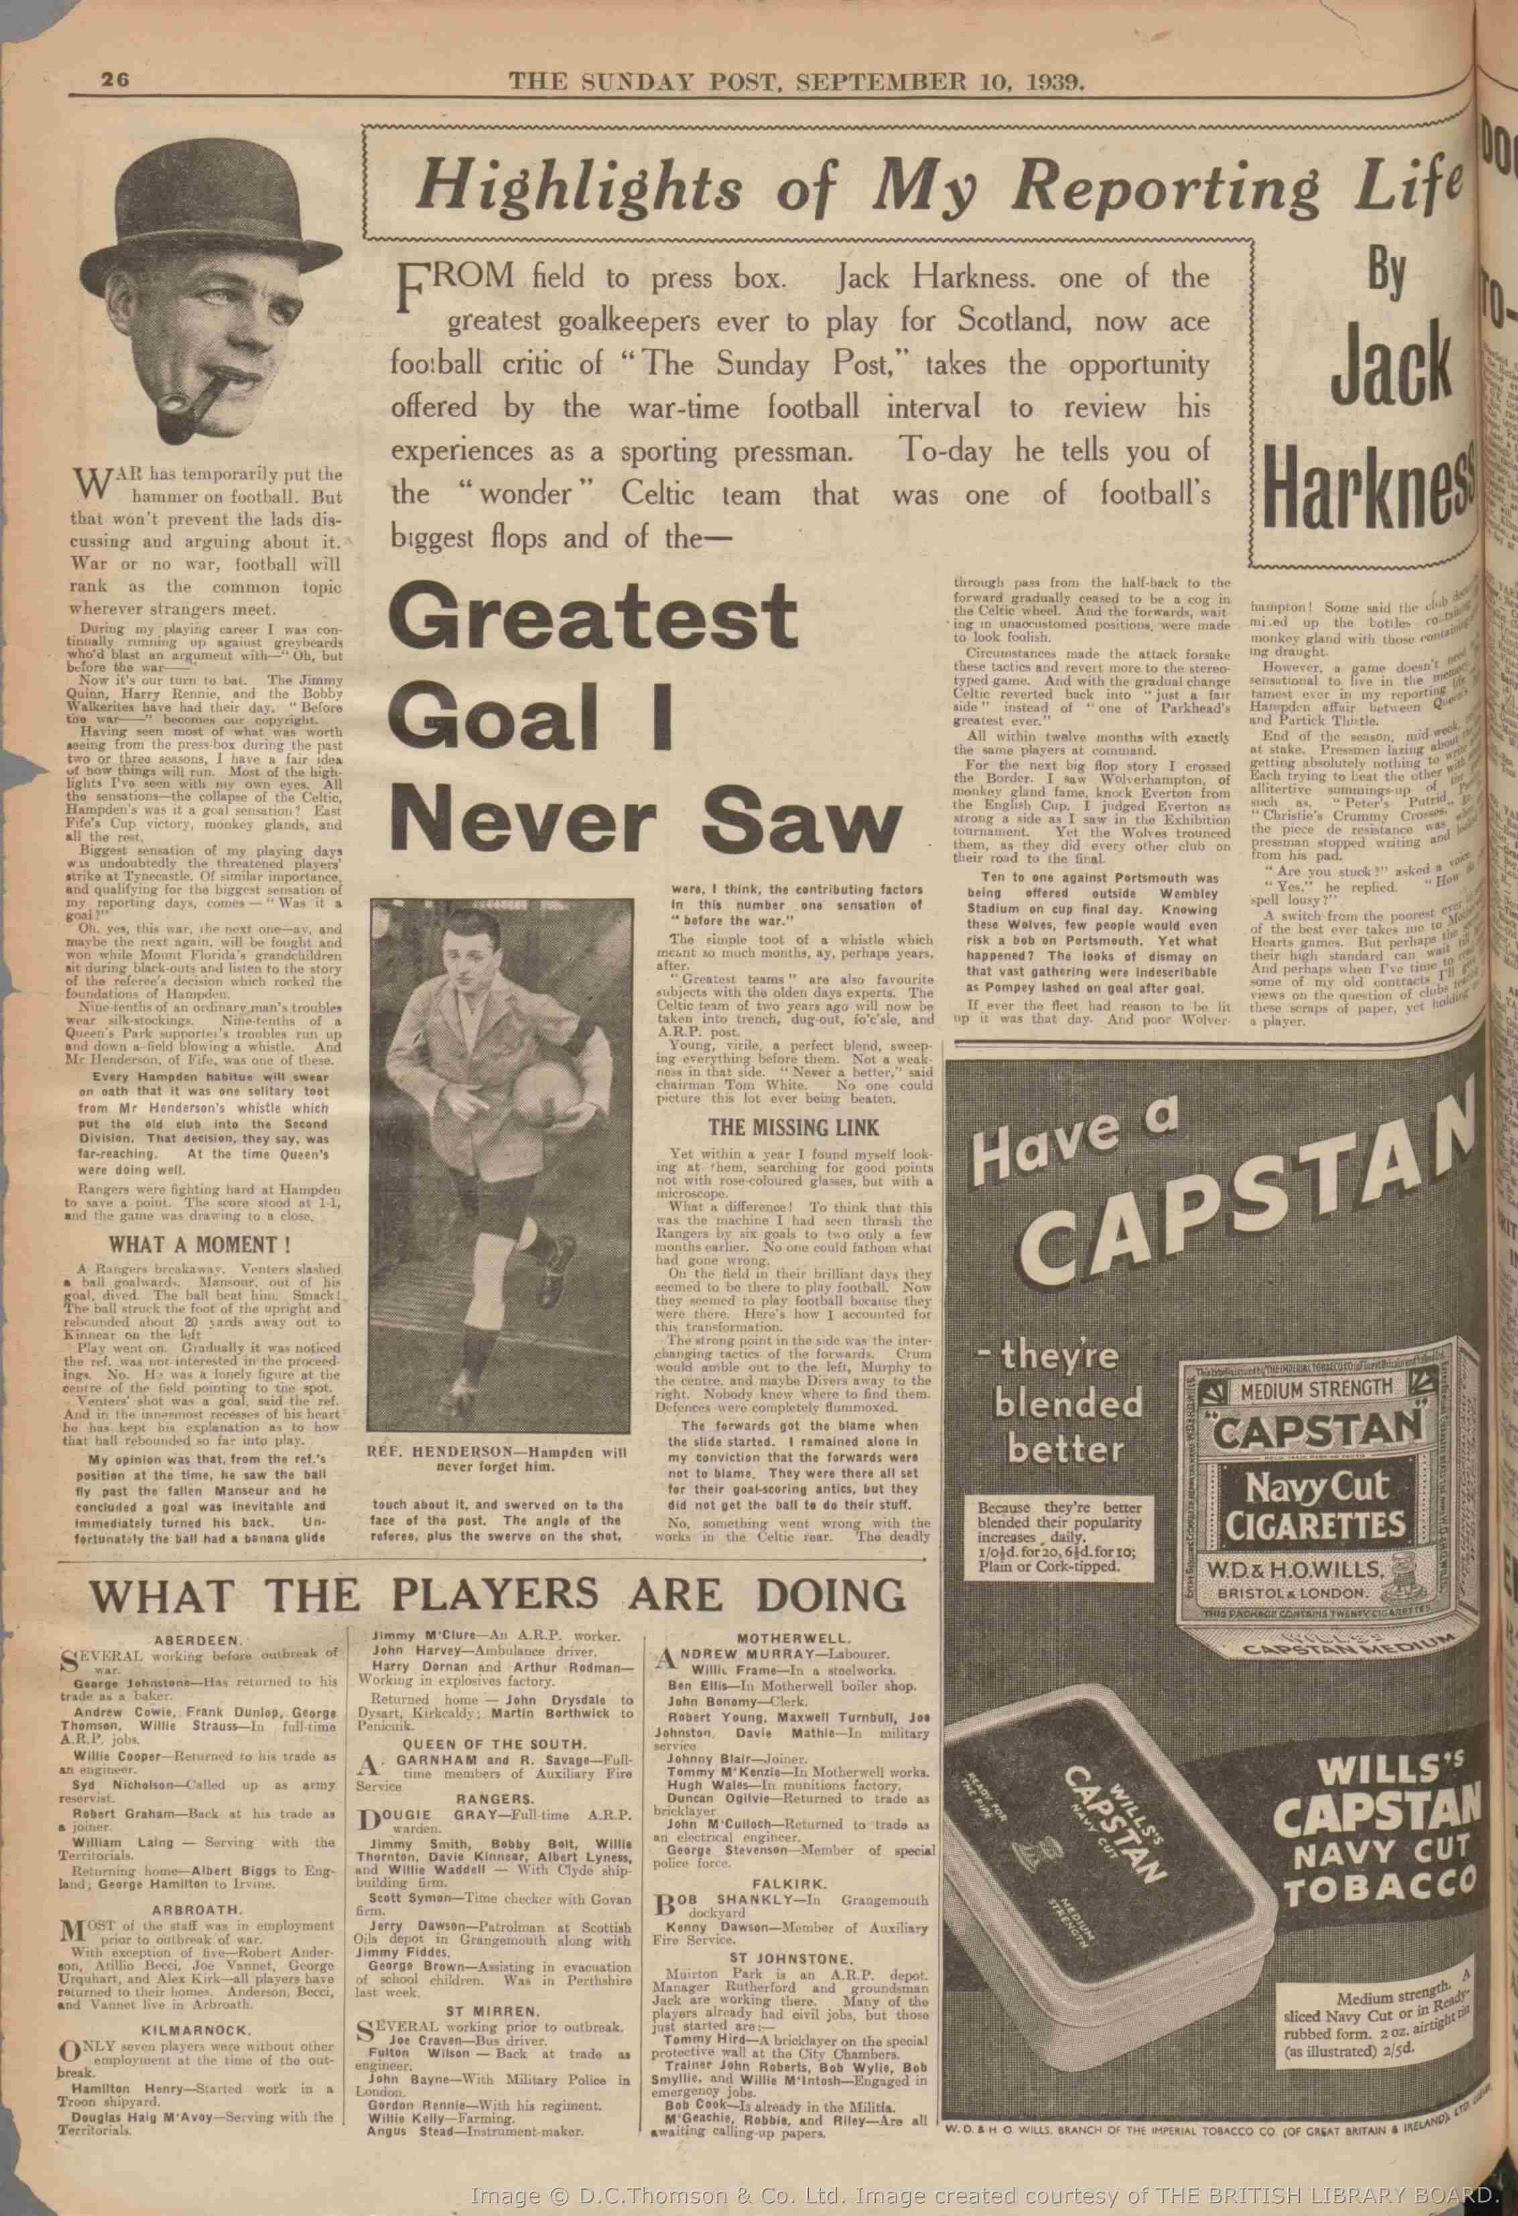 26
THE SUNDAY POST, SEPTEMBER 10, 1939.
Highlights of My Reporting Life
By
Jack
Harkness
FROM field to press box. Jack Harkness, one of the
greatest goalkeepers ever to play for Scotland, now ace
football critic of "The Sunday Post," takes the opportunity
offered by the war-time football interval to review his
experiences as a sporting pressman. To-day he tells you of
the "wonder" Celtic team that was one of football's
biggest flops and of the—
Greatest
Goal I
Never Saw
WAR has temporarily put the
hammer on football. But
that won't prevent the lads dis-
cussing and arguing about it.
War or no war, football will
rank as the common topic
wherever strangers meet.
During my playing career I was con-
tinually running up against greybeards
who'd blast an argument with—"Oh, but
before the war——"
Now it's our turn to bat. The Jimmy
Quinn, Harry Rennie, and the Bobby
Walkerites have had their day. "Before
the war——" becomes our copyright.
Having seen most of what was worth
seeing from the press-box during the past
two or three seasons, I have a fair idea
of how things will run. Most of the high-
lights I've seen with my own eyes. All
the sensations—the collapse of the Celtic,
Hampden's was it a goal sensation? East
Fife's Cup victory, monkey glands, and
all the rest.
Biggest sensation of my playing days
was undoubtedly the threatened players'
strike at Tynecastle. Of similar importance,
and qualifying for the biggest sensation of
my reporting days, comes—"Was it a
goal?"
Oh, yes, this war, the next one—ay, and
maybe the next again, will be fought and
won while Mount Florida's grandchildren
sit during black-outs and listen to the story
of the referee's decision which rocked the
foundations of Hampden.
Nine-tenths of an ordinary man's troubles
wear silk-stockings. Nine-tenths of a
Queen's Park supporter's troubles run up
and down a field blowing a whistle. And
Mr Henderson, of Fife, was one of these.
Every Hampden habitue will swear
on oath that it was one solitary toot
from Mr Henderson's whistle which
put the old club into the Second
Division. That decision, they say, was
far-reaching. At the time Queen's
were doing well.
Rangers were fighting hard at Hampden
to save a point. The score stood at 1-1,
and the game was drawing to a close.
WHAT A MOMENT!
A Rangers breakaway. Venters slashed
a ball goalwards. Mansour, out of his
goal, dived. The ball beat him. Smack!
The ball struck the foot of the upright and
rebounded about 20 yards away out to
Kinnear on the left
Play went on. Gradually it was noticed
the ref. was not interested in the proceed-
ings. No. He was a lonely figure at the
centre of the field pointing to the spot.
Venters' shot was a goal, said the ref.
And in the innermost recesses of his heart
he has kept his explanation as to how
that ball rebounded so far into play.
My opinion was that, from the ref.'s
position at the time, he saw the ball
fly past the fallen Manseur and he
concluded a goal was inevitable and
immediately turned his back. Un-
fortunately the ball had a banana glide
REF. HENDERSON—Hampden will
never forget him.
touch about it, and swerved on to the
face of the post. The angle of the
referee, plus the swerve on the shot,
were, I think, the contributing factors
in this number one sensation of
"before the war."
The simple toot of a whistle which
meant so much months, ay, perhaps years,
after.
"Greatest teams" are also favourite
subjects with the olden days experts. The
Celtic team of two years ago will now be
taken into trench, dug-out, fo'c'sle, and
A.R.P. post.
Young, virile, a perfect blend, sweep-
ing everything before them. Not a weak-
ness in that side. "Never a better," said
chairman Tom White. No one could
picture this lot ever being beaten.
THE MISSING LINK
Yet within a year I found myself look-
ing at them, searching for good points
not with rose-coloured glasses, but with a
microscope.
What a difference! To think that this
was the machine I had seen thrash the
Rangers by six goals to two only a few
months earlier. No one could fathom what
had gone wrong.
On the field in their brilliant days they
seemed to be there to play football. Now
they seemed to play football because they
were there. Here's how I accounted for
this transformation.
The strong point in the side was the inter-
changing tactics of the forwards. Crum
would amble out to the left, Murphy to
the centre, and maybe Divers away to the
right. Nobody knew where to find them.
Defences were completely flummoxed.
The forwards got the blame when
the slide started. I remained alone in
my conviction that the forwards were
not to blame. They were there all set
for their goal-scoring antics, but they
did not get the ball to do their stuff.
No, something went wrong with the
works in the Celtic rear. The deadly
through pass from the half-back to the
forward gradually ceased to be a cog in
the Celtic wheel. And the forwards, wait-
ing in unaccustomed positions, were made
to look foolish.
Circumstances made the attack forsake
these tactics and revert more to the stereo-
typed game. And with the gradual change
Celtic reverted back into "just a fair
side" instead of "one of Parkhead's
greatest ever."
All within twelve months with exactly
the same players at command.
For the next big flop story I crossed
the Border. I saw Wolverhampton, of
monkey gland fame, knock Everton from
the English Cup. I judged Everton as
strong a side as I saw in the Exhibition
tournament. Yet the Wolves trounced
them, as they did every other club on
their road to the final.
Ten to one against Portsmouth was
being offered outside Wembley
Stadium on cup final day. Knowing
these Wolves, few people would even
risk a bob on Portsmouth. Yet what
happened? The looks of dismay on
that vast gathering were indescribable
as Pompey lashed on goal after goal.
If ever the fleet had reason to be lit
up it was that day. And poor Wolver-
hampton! Some said the club
mixed up the bottles
monkey gland with those contain-
ing draught.
However, a game doesn't need
sensational to live in the memory
tamest ever in my reporting life
Hampden affair between Queen's
and Partick Thistle.
End of the season, mid-week,
at stake. Pressmen lazing about
getting absolutely nothing to write
Each trying to beat the other with
allitertive summings-up of the
such as, "Peter's Putrid
"Christie's Crummy Crosses,
the piece de resistance was
pressman stopped writing and
from his pad.
"Are you stuck?" asked a voice.
"Yes," he replied. "How do
spell lousy?"
A switch from the poorest
of the best ever takes me to
Hearts games. But perhaps the
their high standard can wait
And perhaps when I've time to
some of my old contracts I'll
views on the question of clubs
these scraps of paper, yet holding
a player.
Have a
CAPSTAN
- they're
blended
better
Because they're better
blended their popularity
increases daily.
1/0½d. for 20, 6½d. for 10;
Plain or Cork-tipped.
MEDIUM STRENGTH
"CAPSTAN"
Navy Cut
CIGARETTES
W.D. & H.O. WILLS,
BRISTOL & LONDON.
THIS PACKAGE CONTAINS TWENTY CIGARETTES
WILLS'S
CAPSTAN MEDIUM
READY FOR
THE RUB
WILLS'S
CAPSTAN
NAVY CUT
MEDIUM
STRENGTH
WILLS'S
CAPSTAN
NAVY CUT
TOBACCO
Medium strength. A
sliced Navy Cut or in Ready-
rubbed form. 2 oz. airtight tin
(as illustrated) 2/5d.
W. D. & H. O. WILLS. BRANCH OF THE IMPERIAL TOBACCO CO. (OF GREAT BRITAIN & IRELAND), LTD.
WHAT THE PLAYERS ARE DOING
ABERDEEN.
SEVERAL working before outbreak of
war.
George Johnstone—Has returned to his
trade as a baker.
Andrew Cowie, Frank Dunlop, George
Thomson, Willie Strauss—In full-time
A.R.P. jobs.
Willie Cooper—Returned to his trade as
an engineer.
Syd Nicholson—Called up as army
reservist.
Robert Graham—Back at his trade as
a joiner.
William Laing — Serving with the
Territorials.
Returning home—Albert Biggs to Eng-
land; George Hamilton to Irvine.
ARBROATH.
MOST of the staff was in employment
prior to outbreak of war.
With exception of five—Robert Ander-
son, Atillio Becci, Joe Vannet, George
Urquhart, and Alex Kirk—all players have
returned to their homes. Anderson, Becci,
and Vannet live in Arbroath.
KILMARNOCK.
ONLY seven players were without other
employment at the time of the out-
break.
Hamilton Henry—Started work in a
Troon shipyard.
Douglas Haig M'Avoy—Serving with the
Territorials.
Jimmy M'Clure—An A.R.P. worker.
John Harvey—Ambulance driver.
Harry Dornan and Arthur Rodman—
Working in explosives factory.
Returned home — John Drysdale to
Dysart, Kirkcaldy; Martin Borthwick to
Penicuik.
QUEEN OF THE SOUTH.
A. GARNHAM and R. Savage—Full-
time members of Auxiliary Fire
Service
RANGERS.
DOUGIE GRAY—Full-time A.R.P.
warden.
Jimmy Smith, Bobby Bolt, Willie
Thornton, Davie Kinnear, Albert Lyness,
and Willie Waddell — With Clyde ship-
building firm.
Scott Symon—Time checker with Govan
firm.
Jerry Dawson—Patrolman at Scottish
Oils depot in Grangemouth along with
Jimmy Fiddes.
George Brown—Assisting in evacuation
of school children. Was in Perthshire
last week.
ST MIRREN.
SEVERAL working prior to outbreak.
Joe Craven—Bus driver.
Fulton Wilson — Back at trade as
engineer.
John Bayne—With Military Police in
London.
Gordon Rennie—With his regiment.
Willie Kelly—Farming.
Angus Stead—Instrument-maker.
MOTHERWELL.
ANDREW MURRAY—Labourer.
Willie Frame—In a steelworks.
Ben Ellis—In Motherwell boiler shop.
John Bonomy—Clerk.
Robert Young, Maxwell Turnbull, Joe
Johnston, Davie Mathie—In military
service
Johnny Blair—Joiner.
Tommy M'Kenzie—In Motherwell works.
Hugh Wales—In munitions factory.
Duncan Ogilvie—Returned to trade as
bricklayer
John M'Culloch—Returned to trade as
an electrical engineer.
George Stevenson—Member of special
police force.
FALKIRK.
BOB SHANKLY—In Grangemouth
dockyard
Kenny Dawson—Member of Auxiliary
Fire Service.
ST JOHNSTONE.
Muirton Park is an A.R.P. depot.
Manager Rutherford and groundsman
Jack are working there. Many of the
players already had civil jobs, but those
just started are:—
Tommy Hird—A bricklayer on the special
protective wall at the City Chambers.
Trainer John Roberts, Bob Wylie, Bob
Smyllie, and Willie M'Intosh—Engaged in
emergency jobs.
Bob Cook—Is already in the Militia.
M'Geachie, Robbie, and Riley—Are all
awaiting calling-up papers.
Image © D.C.Thomson & Co. Ltd. Image created courtesy of THE BRITISH LIBRARY BOARD.